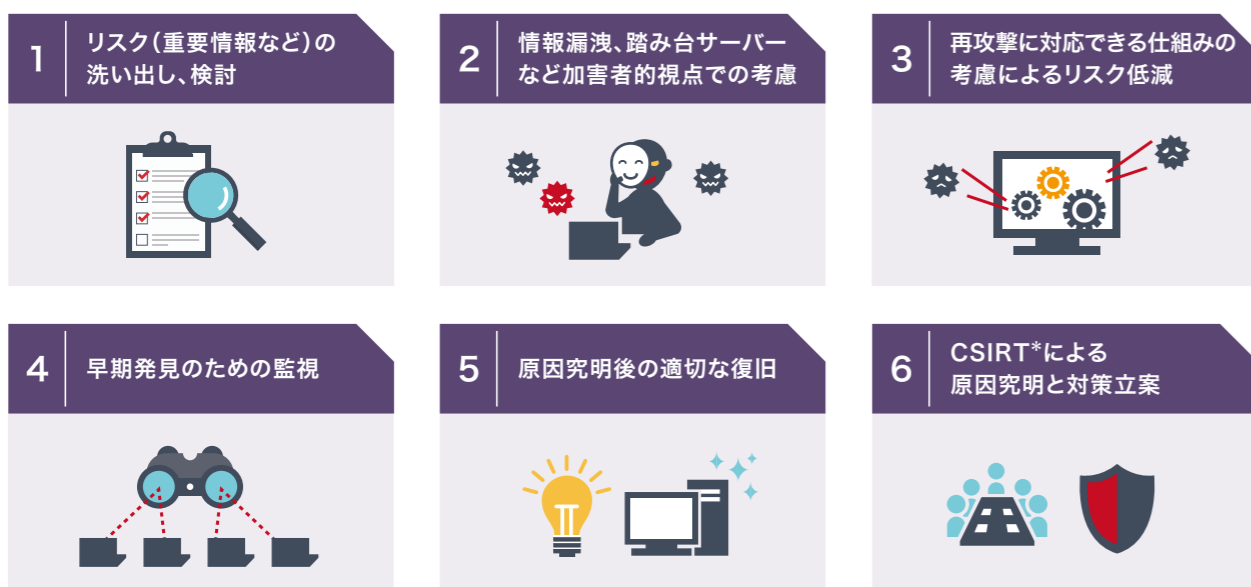 1
リスク(重要情報など)の
洗い出し、検討
2
情報漏洩、踏み台サーバー
など加害者的視点での考慮
3
再攻撃に対応できる仕組みの
考慮によるリスク低減
4
早期発見のための監視
5
原因究明後の適切な復旧
6
CSIRT*による
原因究明と対策立案